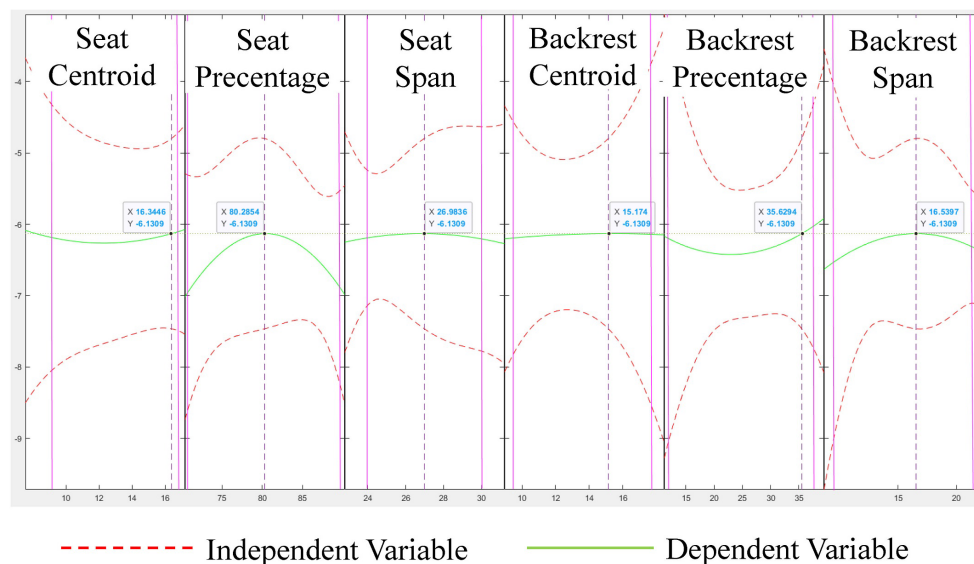 Seat
Centroid
Seat
Precentage
Seat
Span
Backrest
Centroid
Backrest
Precentage
Backrest
Span
-4
-5
-6
-7
-8
-9
X 16.3446
Y -6.1309
X 80.2854
Y -6.1309
X 26.9836
Y -6.1309
X 15.174
Y -6.1309
X 35.6294
Y -6.1309
X 16.5397
Y -6.1309
10 12 14 16 75 80 85 24 26 28 30 10 12 14 16 15 20 25 30 35 15 20
Independent Variable
Dependent Variable